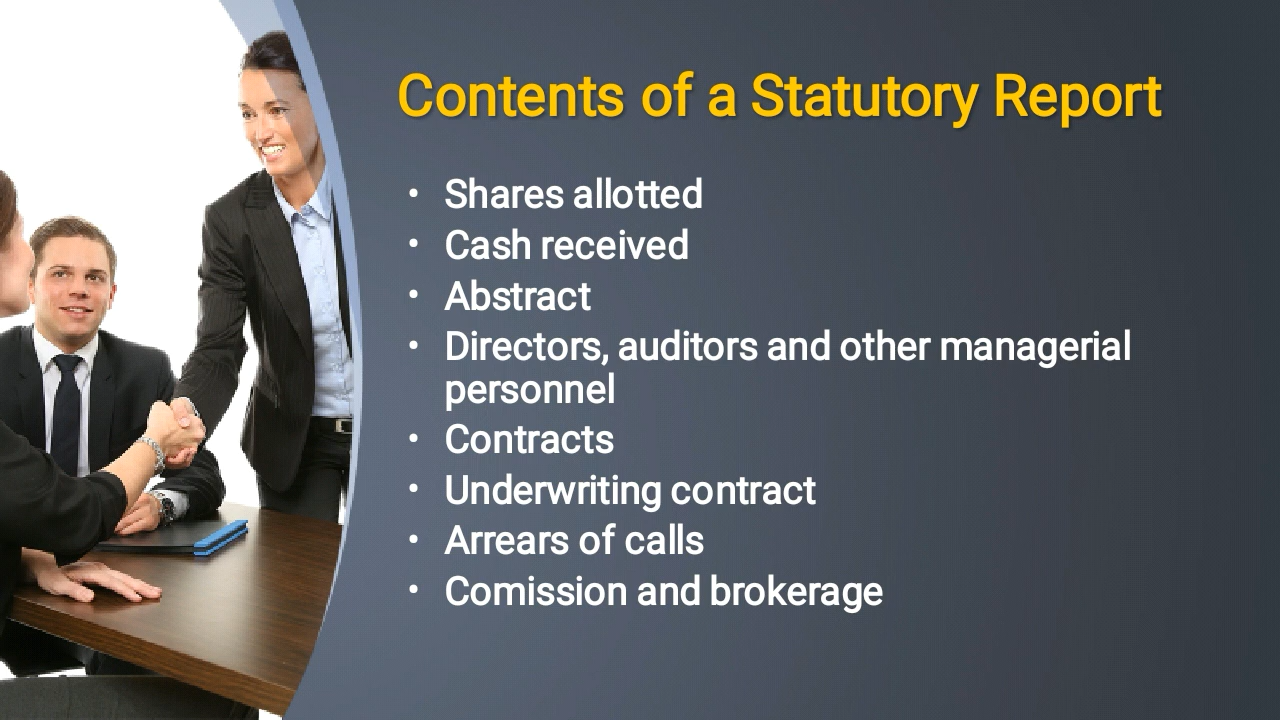 Contents of a Statutory Report
• Shares allotted
• Cash received
• Abstract
• Directors, auditors and other managerial
personnel
• Contracts
• Underwriting contract
• Arrears of calls
• Comission and brokerage